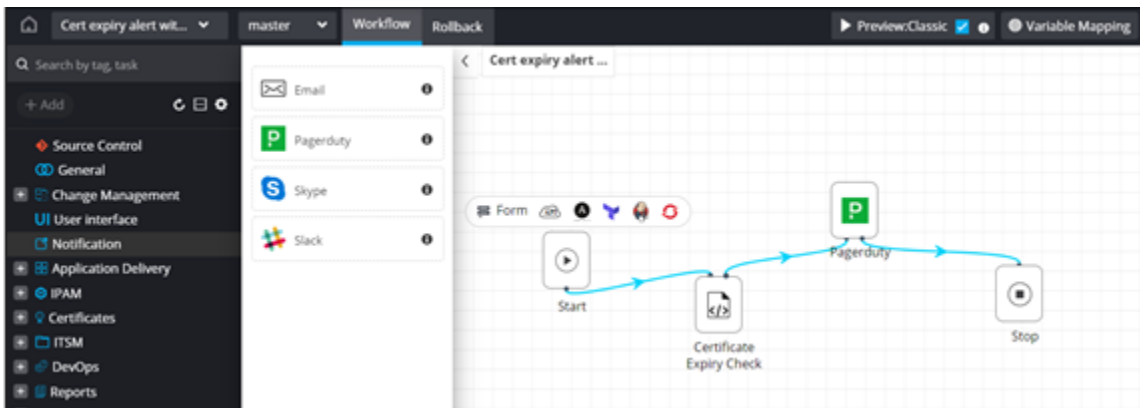 Cert expiry alert wit...
master
Workflow
Rollback
Preview:Classic
Variable Mapping
Search by tag, task
+ Add
Source Control
General
Change Management
UI User interface
Notification
Application Delivery
IPAM
Certificates
ITSM
DevOps
Reports
Email
Pagerduty
Skype
Slack
Cert expiry alert ...
Form
Start
Certificate
Expiry Check
Pagerduty
Stop